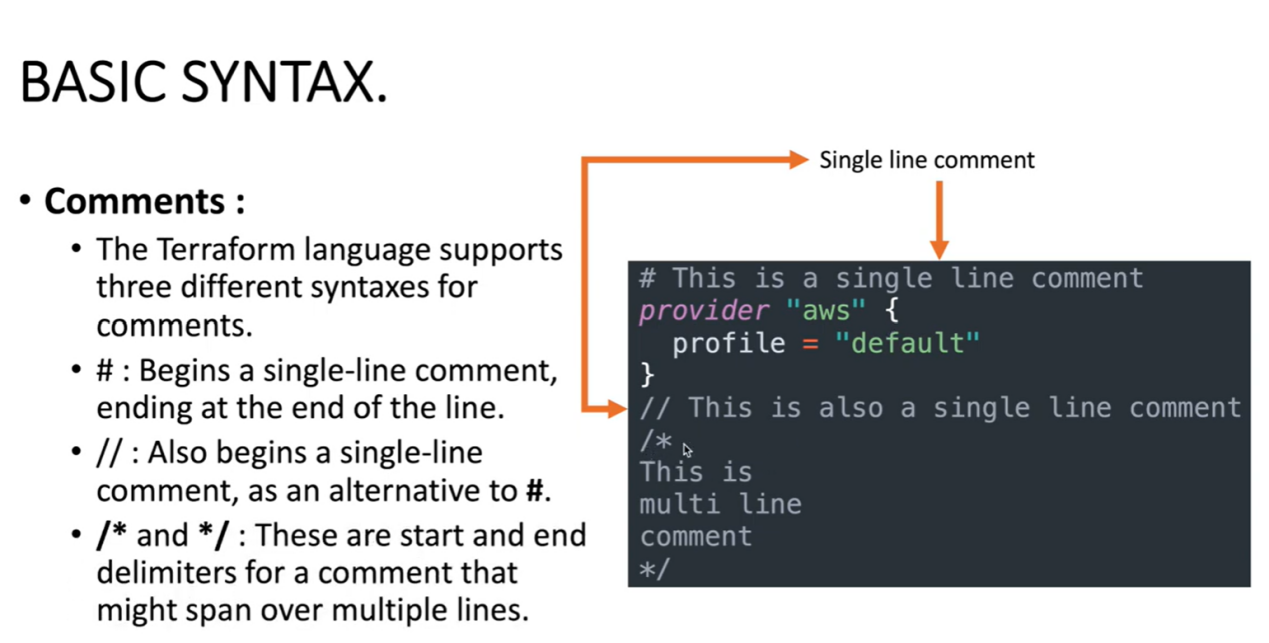 BASIC SYNTAX.
• Comments :
• The Terraform language supports
three different syntaxes for
comments.
• # : Begins a single-line comment,
ending at the end of the line.
• // : Also begins a single-line
comment, as an alternative to #.
• /* and */ : These are start and end
delimiters for a comment that
might span over multiple lines.
Single line comment
# This is a single line comment
provider "aws" {
  profile = "default"
}
// This is also a single line comment
/*
This is
multi line
comment
*/